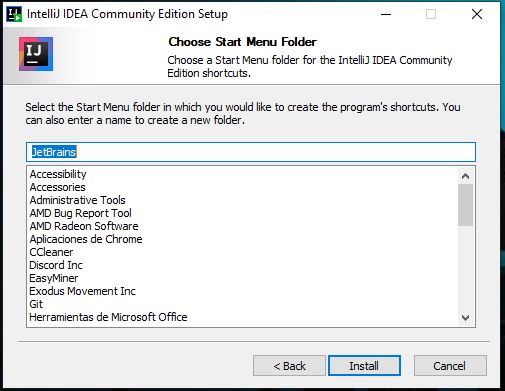 IntelliJ IDEA Community Edition Setup
IJ
Choose Start Menu Folder
Choose a Start Menu folder for the IntelliJ IDEA Community
Edition shortcuts.
Select the Start Menu folder in which you would like to create the program's shortcuts. You
can also enter a name to create a new folder.
JetBrains
Accessibility
Accessories
Administrative Tools
AMD Bug Report Tool
AMD Radeon Software
Aplicaciones de Chrome
CCleaner
Discord Inc
EasyMiner
Exodus Movement Inc
Git
Herramientas de Microsoft Office
< Back
Install
Cancel